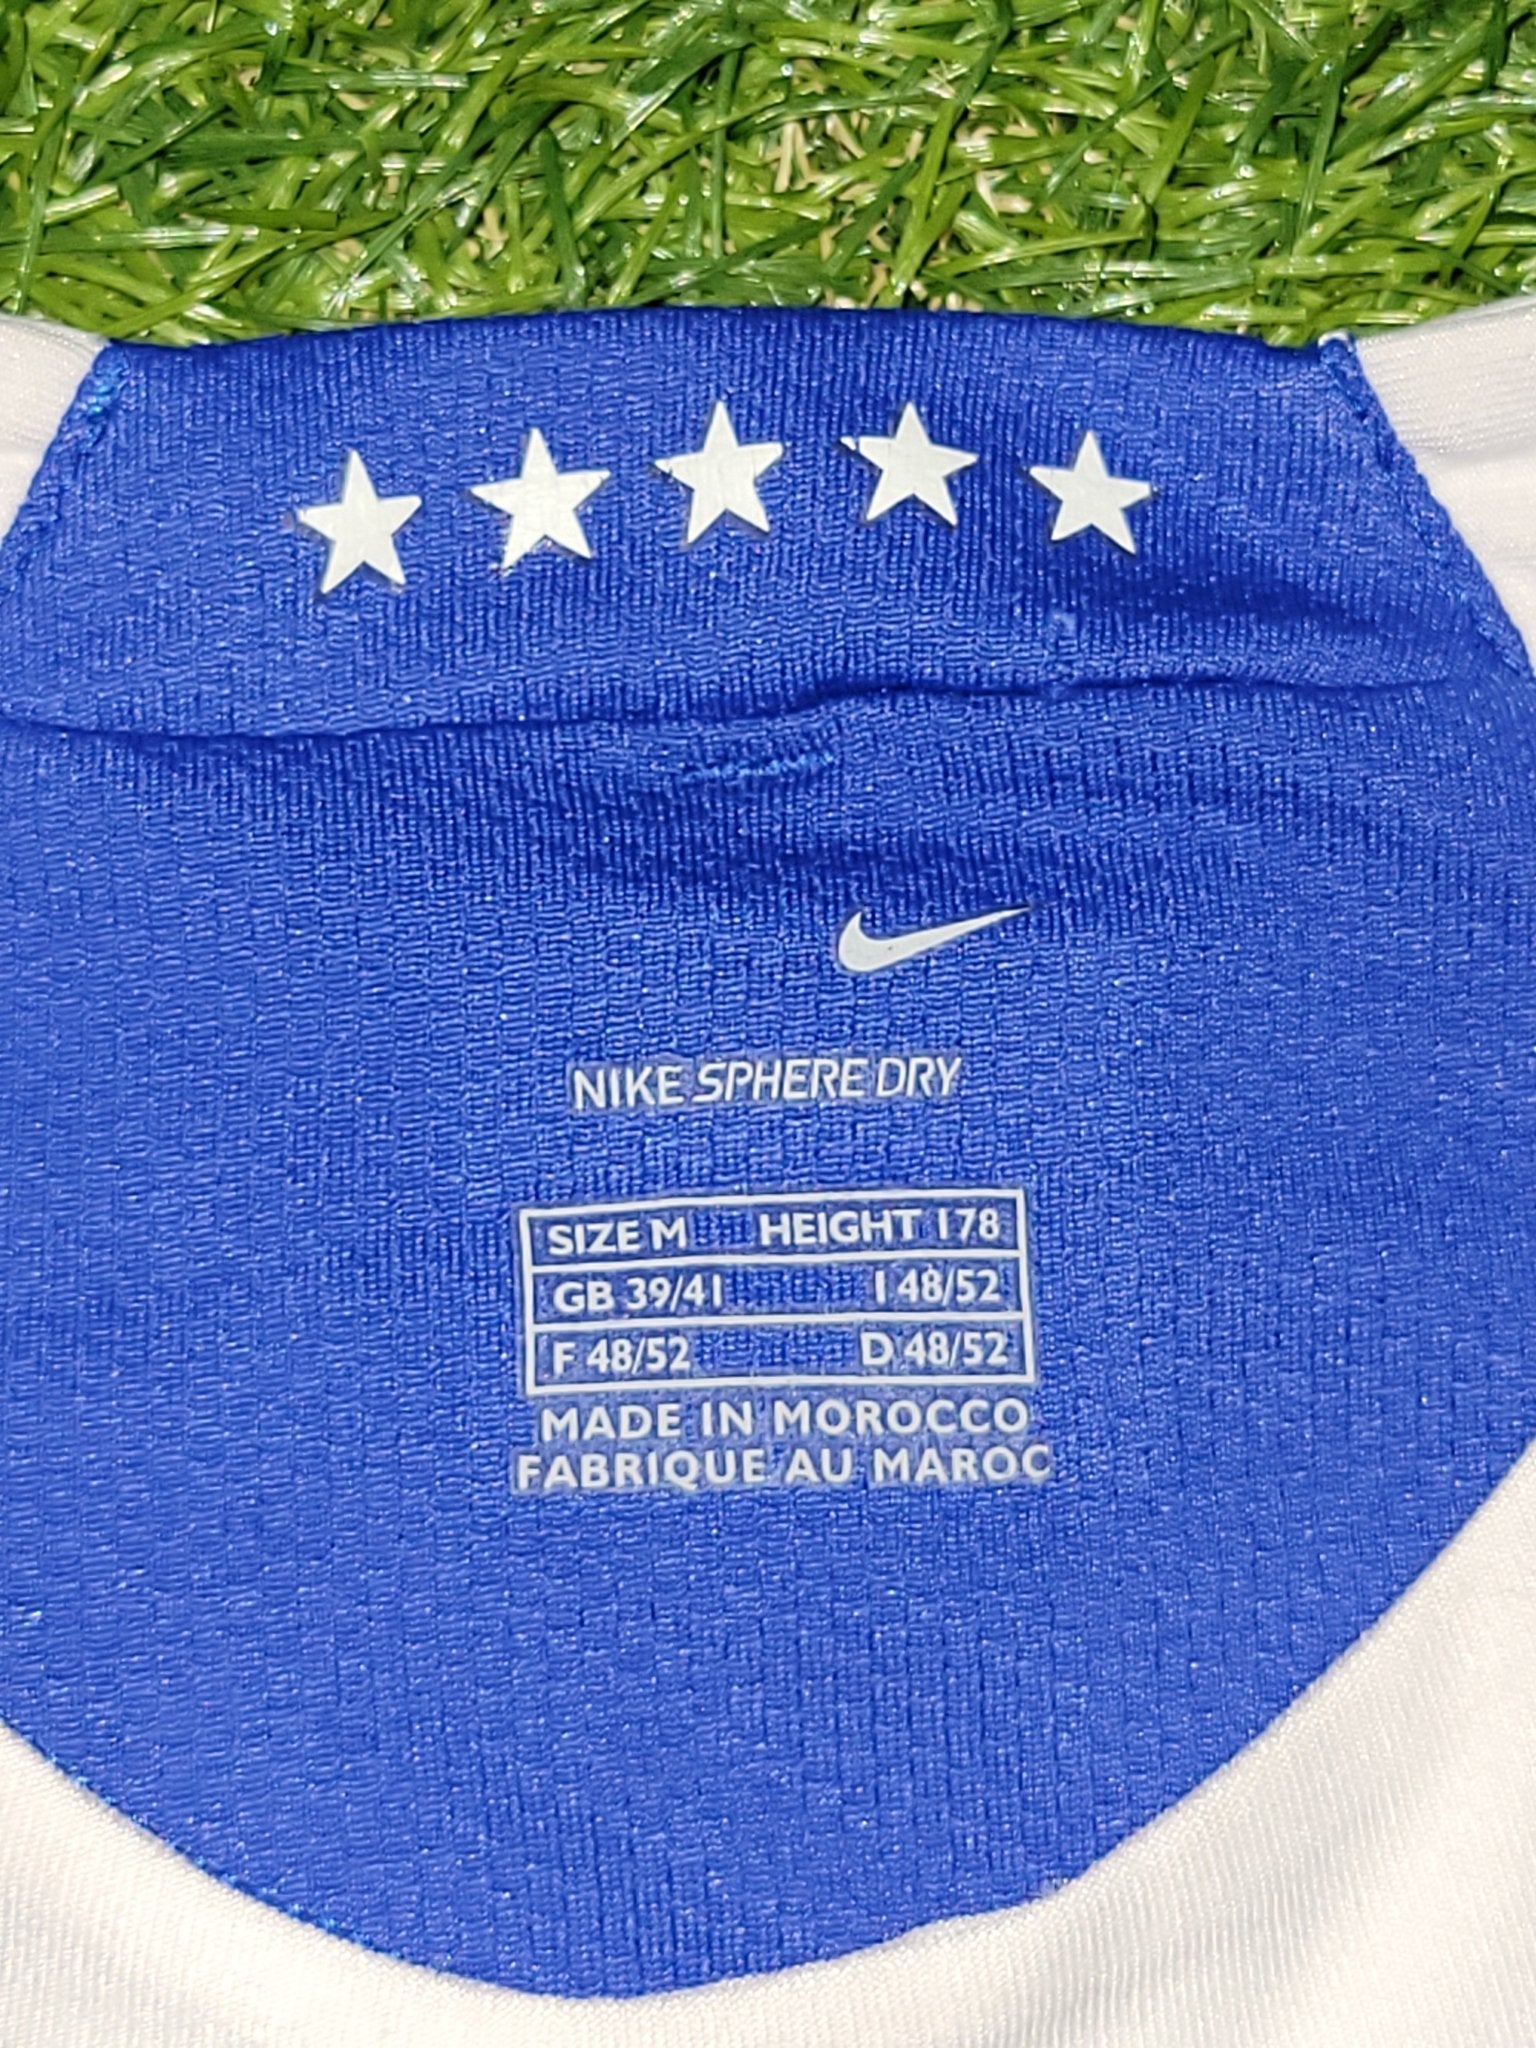 NIKE SPHERE DRY
SIZE M HEIGHT 178
GB 39/41 I 48/52
F 48/52 D 48/52
MADE IN MOROCCO
FABRIQUE AU MAROC